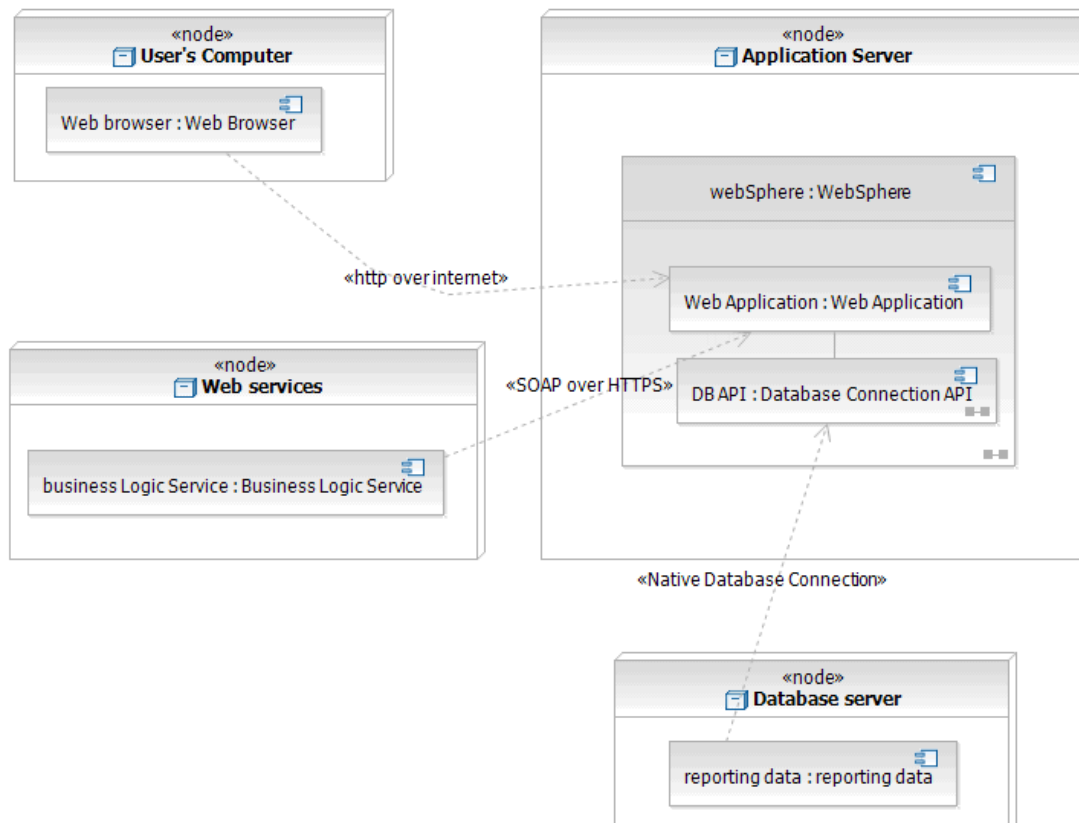 «node»
User's Computer
Web browser : Web Browser
«node»
Application Server
webSphere : WebSphere
«http over internet»
Web Application : Web Application
«node»
Web services
«SOAP over HTTPS»
DB API : Database Connection API
business Logic Service : Business Logic Service
«Native Database Connection»
«node»
Database server
reporting data : reporting data